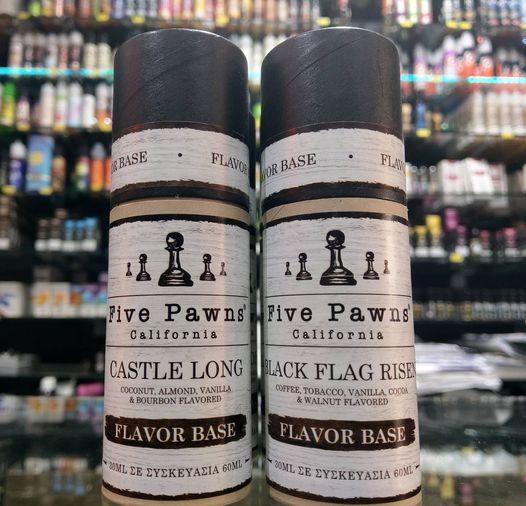 OR BASE • FLAVOR
Five Pawns®
California
CASTLE LONG
COCONUT, ALMOND, VANILLA
& BOURBON FLAVORED
FLAVOR BASE
30ML ΣΕ ΣΥΣΚΕΥΑΣΙΑ 60ML
VOR BASE • FLAV
Five Pawns®
California
BLACK FLAG RISEN
COFFEE, TOBACCO, VANILLA, COCOA
& WALNUT FLAVORED
FLAVOR BASE
30ML ΣΕ ΣΥΣΚΕΥΑΣΙΑ 60ML